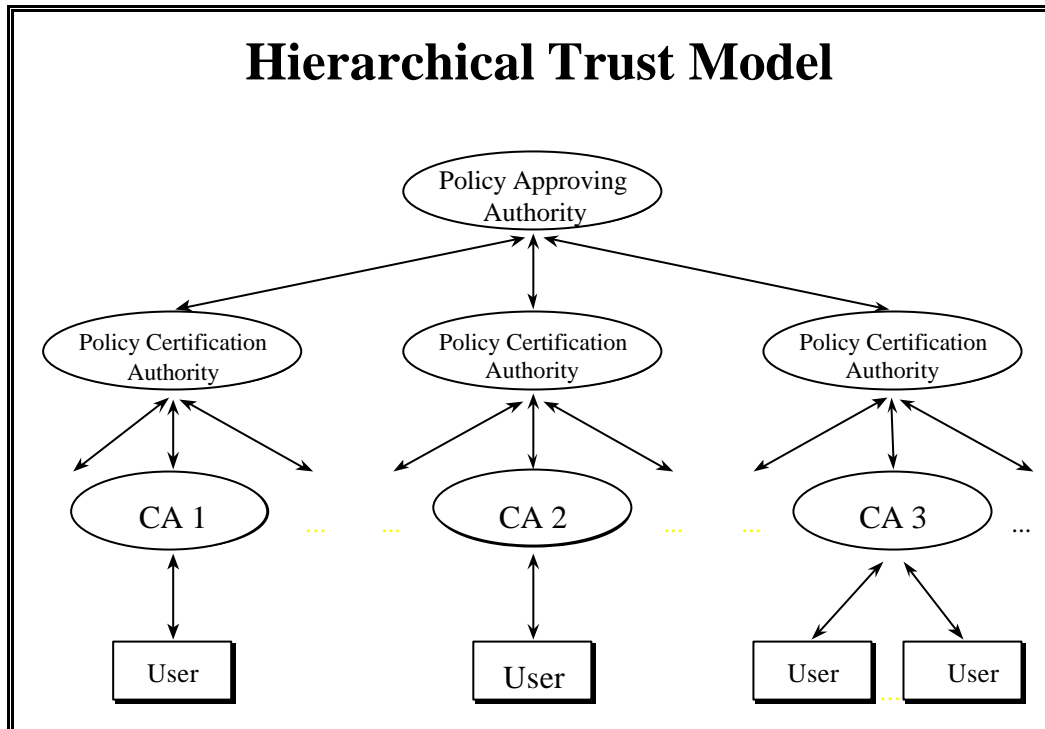 Hierarchical Trust Model
Policy Approving
Authority
Policy Certification
Authority
Policy Certification
Authority
Policy Certification
Authority
CA 1
...
...
CA 2
...
...
CA 3
...
User
User
User
...
User